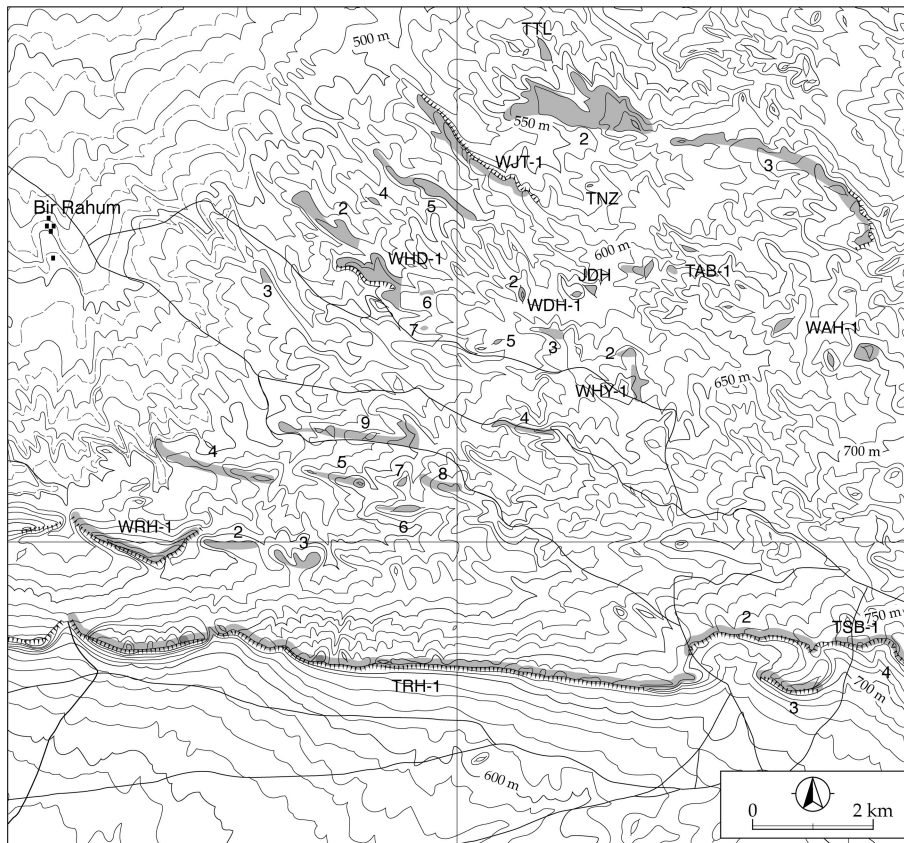 TTL
500 m
550 m
2
WJT-1
3
TNZ
4
5
2
Bir Rahum
600 m
WHD-1
JDH
TAB-1
3
2
6
WDH-1
7
5
3
WAH-1
2
WHY-1
650 m
9
4
4
700 m
5
7
8
WRH-1
6
2
3
750 m
2
TSB-1
4
TRH-1
700 m
3
600 m
0 2 km